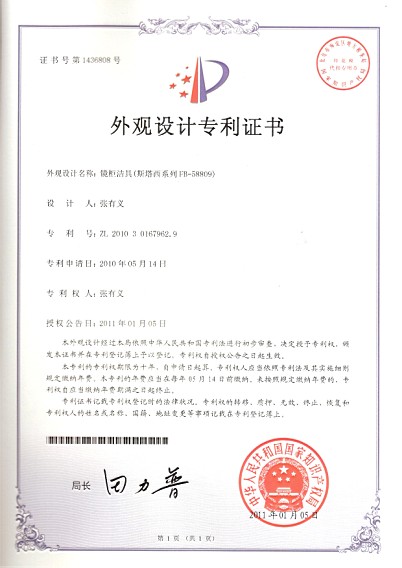 证书号第1436808号
外观设计专利证书
外观设计名称：镜柜洁具(斯塔西系列FB-58809)
设 计 人：张有义
专 利 号：ZL 2010 3 0167962.9
专利申请日：2010年05月14日
专 利 权 人：张有义
授权公告日：2011年01月05日
本外观设计经过本局依照中华人民共和国专利法进行初步审查，决定授予专利权，颁
发本证书并在专利登记簿上予以登记。专利权自授权公告之日起生效。
本专利的专利权期限为十年，自申请日起算。专利权人应当依照专利法及其实施细则
规定缴纳年费。本专利的年费应当在每年05月14日前缴纳。未按照规定缴纳年费的，专
利权自应当缴纳年费期满之日起终止。
专利证书记载专利权登记时的法律状况。专利权的转移、质押、无效、终止、恢复和
专利权人的姓名或名称、国籍、地址变更等事项记载在专利登记簿上。
局长 田力普
中华人民共和国国家知识产权局
2011年01月05日
第1页（共1页）